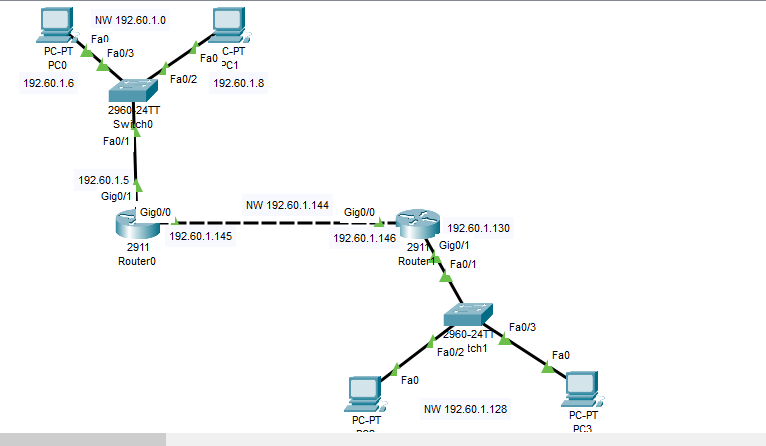 NW 192.60.1.0
Fa0
PC-PT
PC0
Fa0/3
192.60.1.6
Fa0
C-PT
PC1
Fa0/2
192.60.1.8
2960-24TT
Switch0
Fa0/1
192.60.1.5
Gig0/1
Gig0/0
192.60.1.145
2911
Router0
NW 192.60.1.144
Gig0/0
192.60.1.146
192.60.1.130
Gig0/1
2911
Fa0/1
2960-24TT
tch1
Fa0/2
Fa0/3
Fa0
Fa0
PC-PT
NW 192.60.1.128
PC-PT
PC3